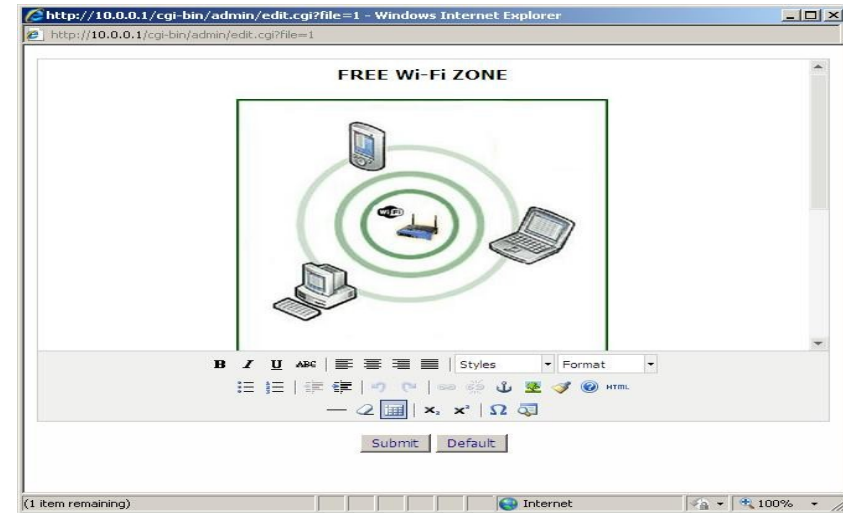 http://10.0.0.1/cgi-bin/admin/edit.cgi?file=1 - Windows Internet Explorer
http://10.0.0.1/cgi-bin/admin/edit.cgi?file=1
FREE Wi-Fi ZONE
Wi Fi
B I U ABC Styles Format
HTML
x₂ x² Ω
Submit Default
(1 item remaining) Internet 100%